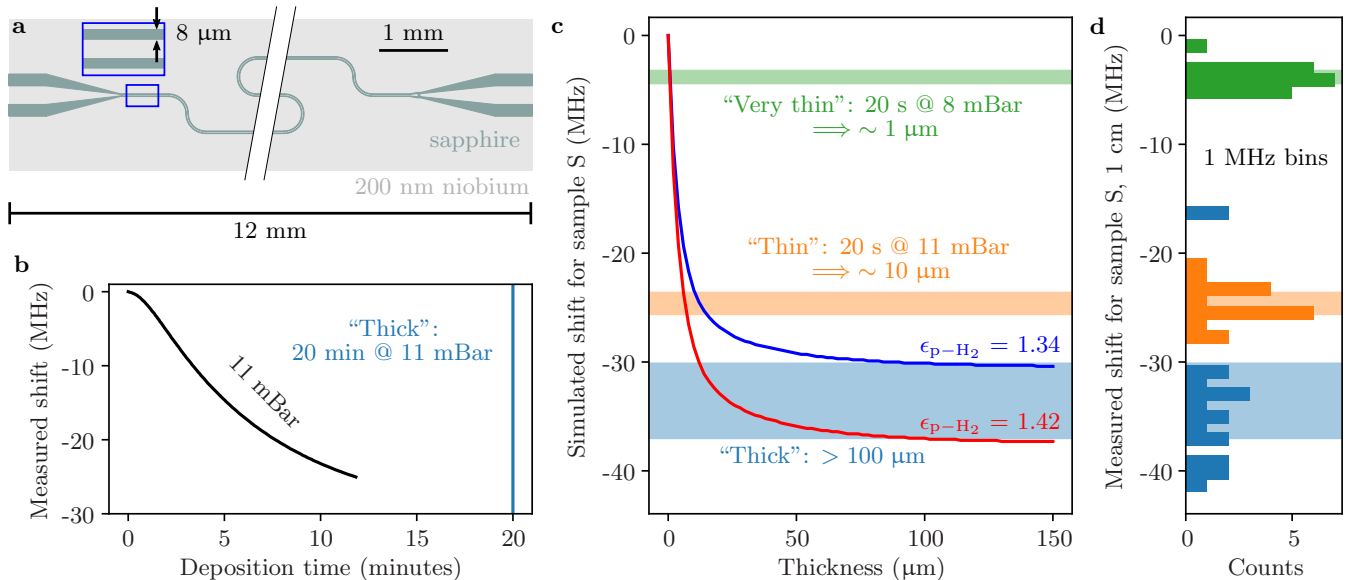 a
8 μm
1 mm
sapphire
200 nm niobium
12 mm
b
0
-10
-20
-30
Measured shift (MHz)
"Thick":
20 min @ 11 mBar
11 mBar
0
5
10
15
20
Deposition time (minutes)
c
0
-10
-20
-30
-40
Simulated shift for sample S (MHz)
"Very thin": 20 s @ 8 mBar
⟹ ∼ 1 μm
"Thin": 20 s @ 11 mBar
⟹ ∼ 10 μm
ϵp−H2 = 1.34
ϵp−H2 = 1.42
"Thick": > 100 μm
0
50
100
150
Thickness (μm)
d
0
-10
-20
-30
-40
Measured shift for sample S, 1 cm (MHz)
1 MHz bins
0
5
Counts